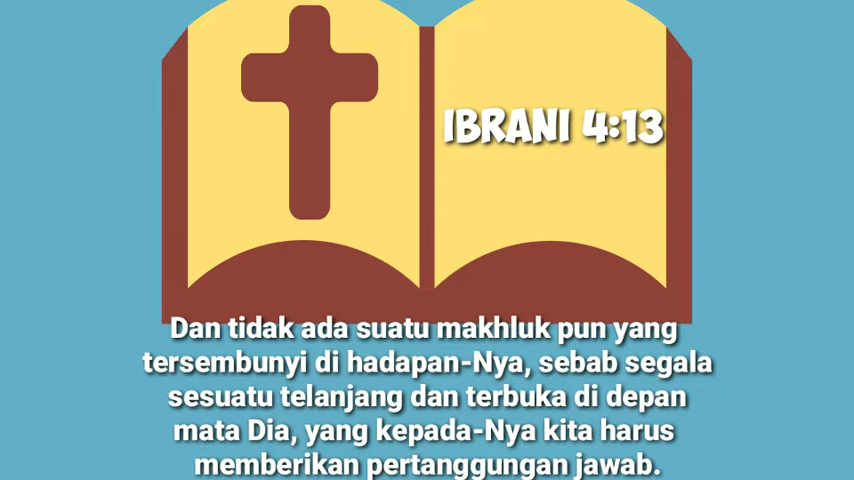 IBRANI 4:13
Dan tidak ada suatu makhluk pun yang
tersembunyi di hadapan-Nya, sebab segala
sesuatu telanjang dan terbuka di depan
mata Dia, yang kepada-Nya kita harus
memberikan pertanggungan jawab.